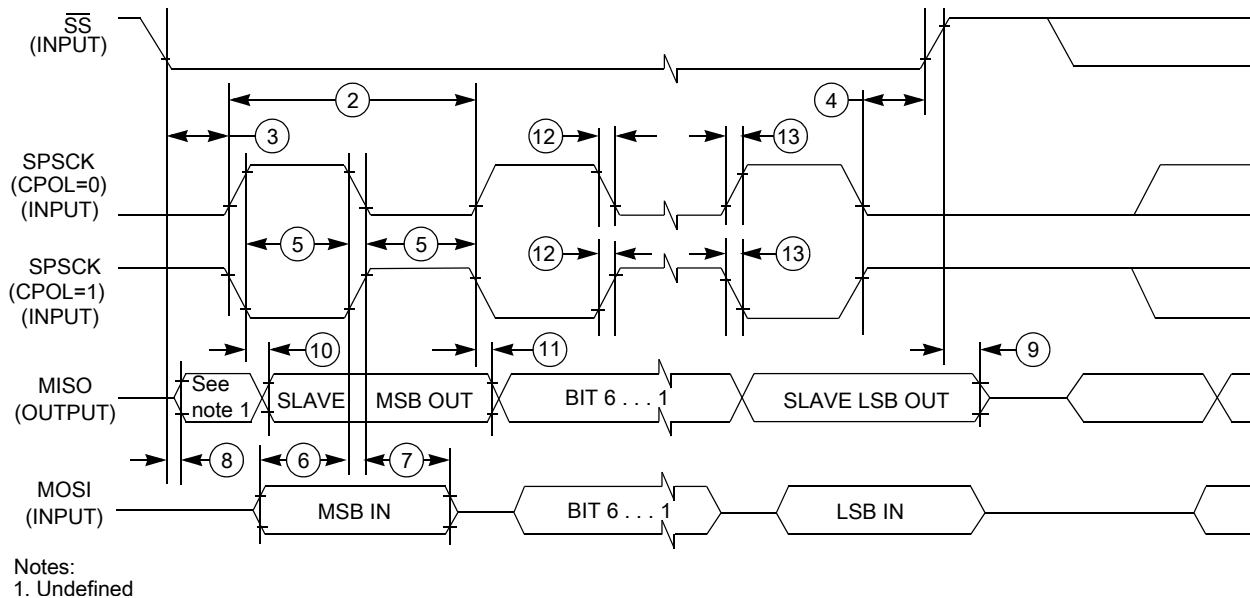 SS
(INPUT)
2
4
3
12
13
SPSCK
(CPOL=0)
(INPUT)
5
5
12
13
SPSCK
(CPOL=1)
(INPUT)
10
11
9
MISO
(OUTPUT)
See
note 1
SLAVE
MSB OUT
BIT 6 . . . 1
SLAVE LSB OUT
8
6
7
MOSI
(INPUT)
MSB IN
BIT 6 . . . 1
LSB IN
Notes:
1. Undefined